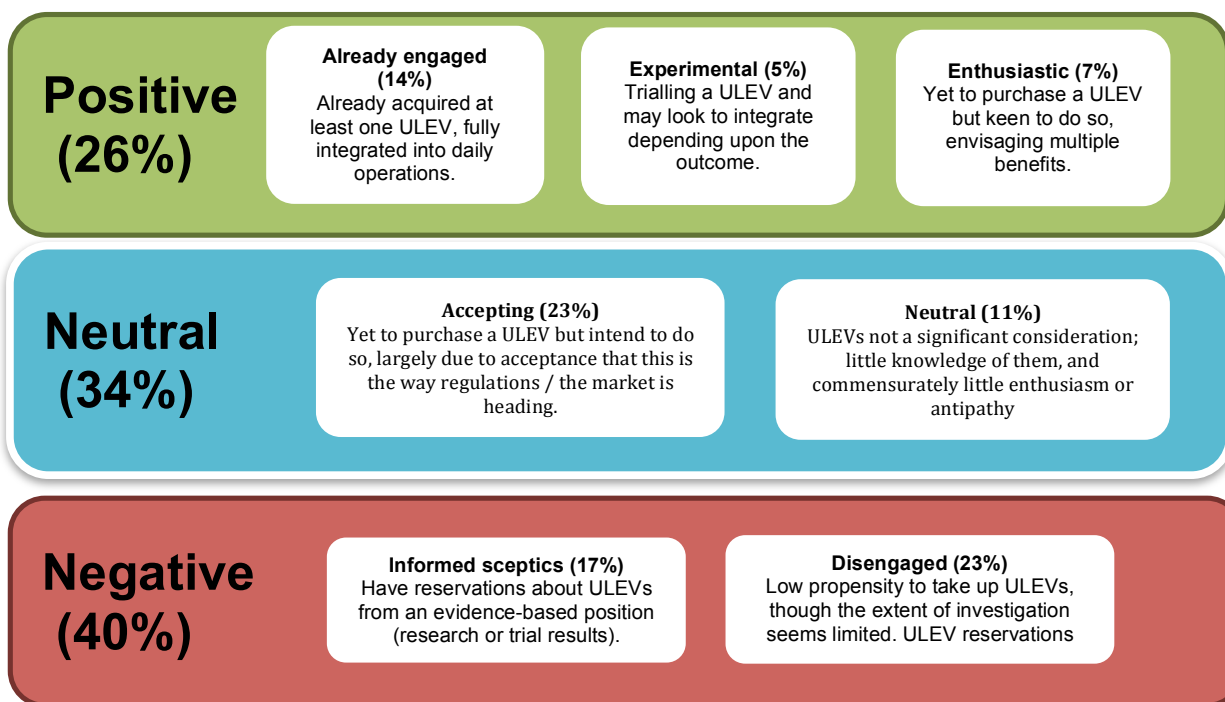 Positive
(26%)
Already engaged
(14%)
Already acquired at
least one ULEV, fully
integrated into daily
operations.
Experimental (5%)
Trialling a ULEV and
may look to integrate
depending upon the
outcome.
Enthusiastic (7%)
Yet to purchase a ULEV
but keen to do so,
envisaging multiple
benefits.
Neutral
(34%)
Accepting (23%)
Yet to purchase a ULEV but intend to do
so, largely due to acceptance that this is
the way regulations / the market is
heading.
Neutral (11%)
ULEVs not a significant consideration;
little knowledge of them, and
commensurately little enthusiasm or
antipathy
Negative
(40%)
Informed sceptics (17%)
Have reservations about ULEVs
from an evidence-based position
(research or trial results).
Disengaged (23%)
Low propensity to take up ULEVs,
though the extent of investigation
seems limited. ULEV reservations